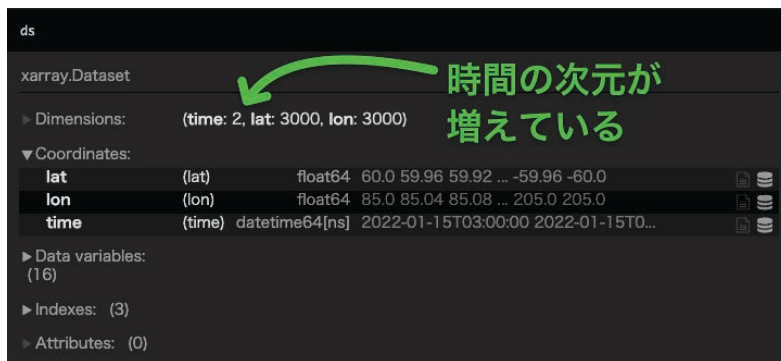 ds
xarray.Dataset
時間の次元が
増えている
▶Dimensions: (time: 2, lat: 3000, lon: 3000)
▼Coordinates:
lat (lat) float64 60.0 59.96 59.92 ... -59.96 -60.0
lon (lon) float64 85.0 85.04 85.08 ... 205.0 205.0
time (time) datetime64[ns] 2022-01-15T03:00:00 2022-01-15T0...
▶Data variables:
(16)
▶Indexes: (3)
▶Attributes: (0)